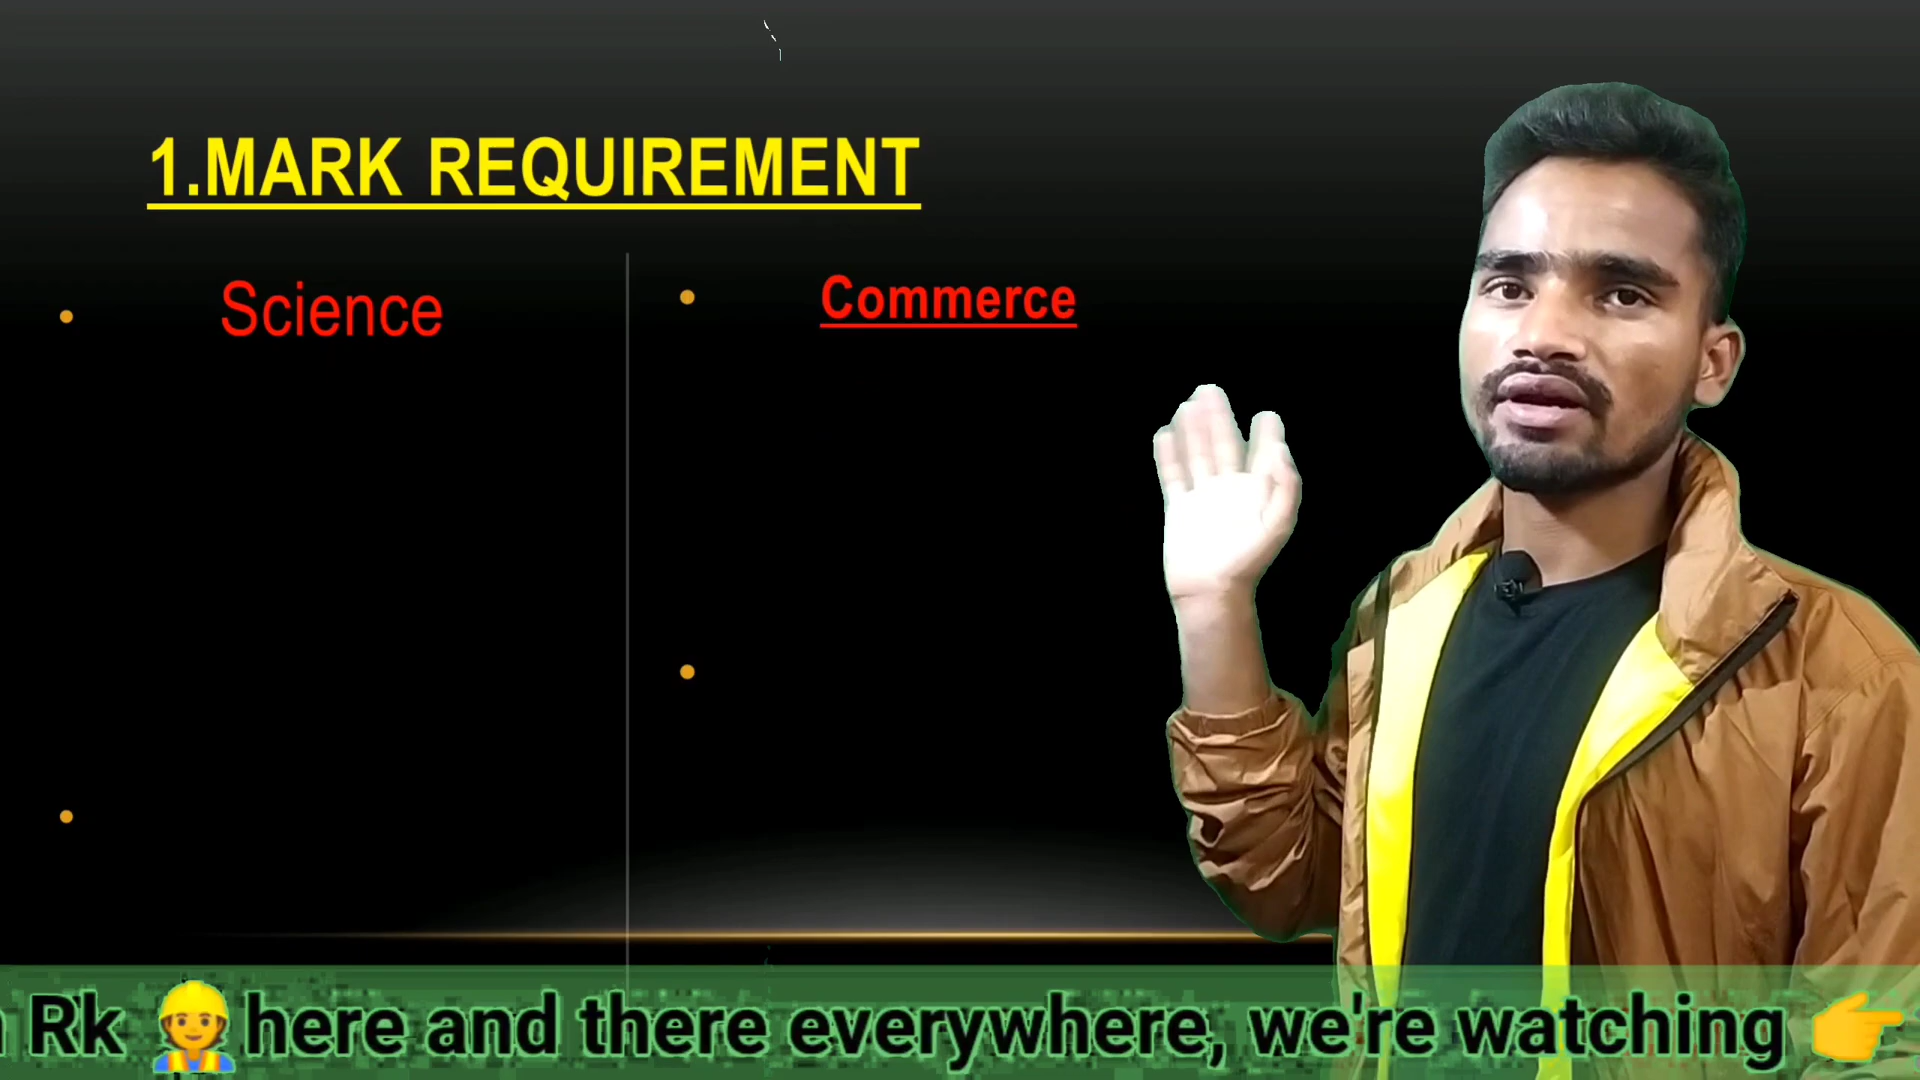 1.MARK REQUIREMENT
Science
Commerce
Rk 👷here and there everywhere, we're watching 👉